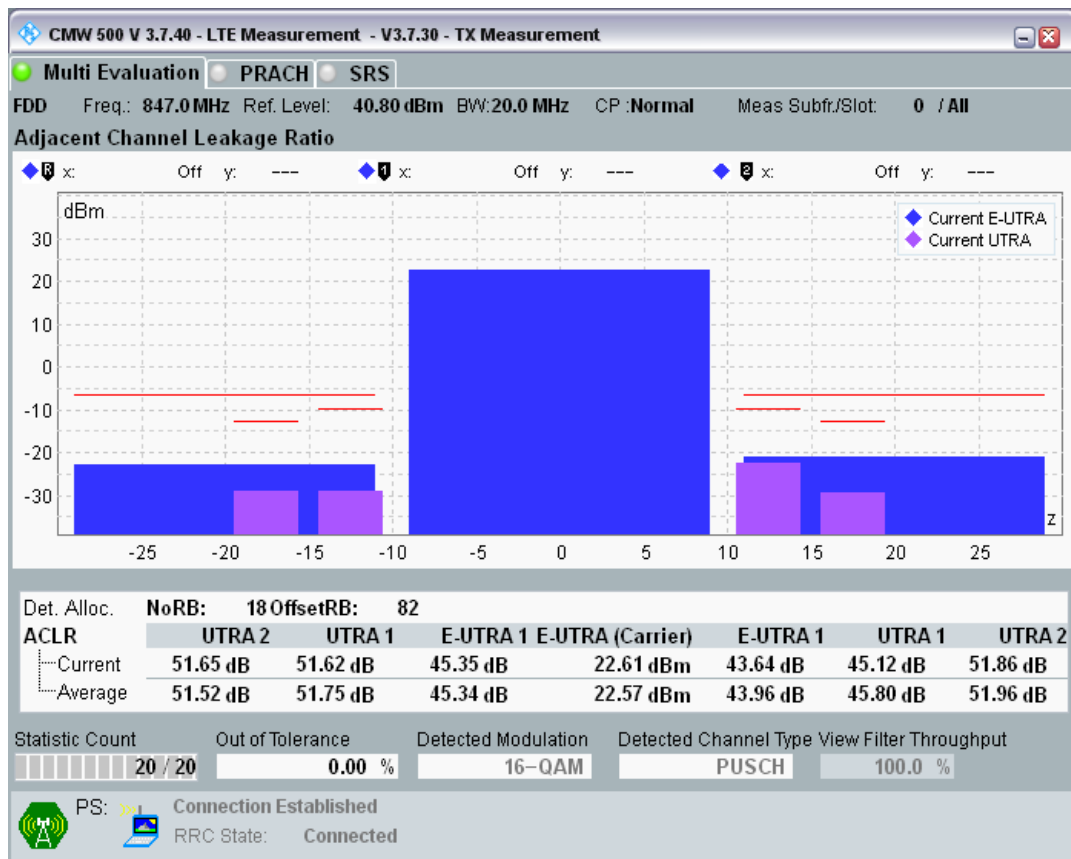 CMW 500 V 3.7.40 - LTE Measurement - V3.7.30 - TX Measurement
Multi Evaluation PRACH SRS
FDD Freq.: 847.0 MHz Ref. Level: 40.80 dBm BW:20.0 MHz CP :Normal Meas Subfr./Slot: 0 / All
Adjacent Channel Leakage Ratio
R x: Off y: --- 1 x: Off y: --- 2 x: Off y: ---
dBm
Current E-UTRA
Current UTRA
30
20
10
0
-10
-20
-30
z
-25 -20 -15 -10 -5 0 5 10 15 20 25
Det. Alloc. NoRB: 18 OffsetRB: 82
ACLR UTRA 2 UTRA 1 E-UTRA 1 E-UTRA (Carrier) E-UTRA 1 UTRA 1 UTRA 2
Current 51.65 dB 51.62 dB 45.35 dB 22.61 dBm 43.64 dB 45.12 dB 51.86 dB
Average 51.52 dB 51.75 dB 45.34 dB 22.57 dBm 43.96 dB 45.80 dB 51.96 dB
Statistic Count Out of Tolerance Detected Modulation Detected Channel Type View Filter Throughput
20 / 20 0.00 % 16-QAM PUSCH 100.0 %
PS: Connection Established
RRC State: Connected